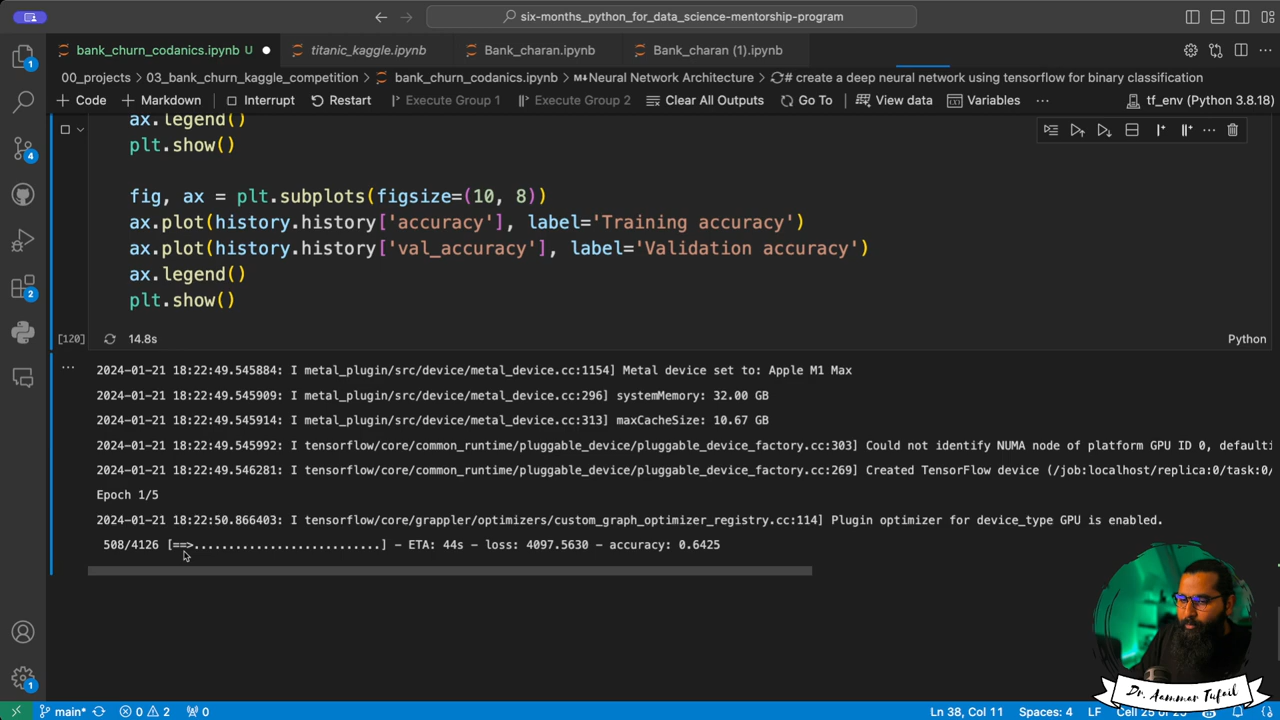 six-months_python_for_data_science-mentorship-program
bank_churn_codanics.ipynb U
titanic_kaggle.ipynb
Bank_charan.ipynb
Bank_charan (1).ipynb
00_projects > 03_bank_churn_kaggle_competition > bank_churn_codanics.ipynb > Neural Network Architecture > # create a deep neural network using tensorflow for binary classification
+ Code + Markdown Interrupt Restart Execute Group 1 Execute Group 2 Clear All Outputs Go To View data Variables ... tf_env (Python 3.8.18)
ax.legend()
plt.show()
fig, ax = plt.subplots(figsize=(10, 8))
ax.plot(history.history['accuracy'], label='Training accuracy')
ax.plot(history.history['val_accuracy'], label='Validation accuracy')
ax.legend()
plt.show()
[120] 14.8s Python
2024-01-21 18:22:49.545884: I metal_plugin/src/device/metal_device.cc:1154] Metal device set to: Apple M1 Max
2024-01-21 18:22:49.545909: I metal_plugin/src/device/metal_device.cc:296] systemMemory: 32.00 GB
2024-01-21 18:22:49.545914: I metal_plugin/src/device/metal_device.cc:313] maxCacheSize: 10.67 GB
2024-01-21 18:22:49.545992: I tensorflow/core/common_runtime/pluggable_device/pluggable_device_factory.cc:303] Could not identify NUMA node of platform GPU ID 0, defaulti
2024-01-21 18:22:49.546281: I tensorflow/core/common_runtime/pluggable_device/pluggable_device_factory.cc:269] Created TensorFlow device (/job:localhost/replica:0/task:0/
Epoch 1/5
2024-01-21 18:22:50.866403: I tensorflow/core/grappler/optimizers/custom_graph_optimizer_registry.cc:114] Plugin optimizer for device_type GPU is enabled.
508/4126 [==>...........................] - ETA: 44s - loss: 4097.5630 - accuracy: 0.6425
1
4
2
1
Dr. Aammar Tufail
main* 0 2 0 Ln 38, Col 11 Spaces: 4 LF Cell 25 of 25